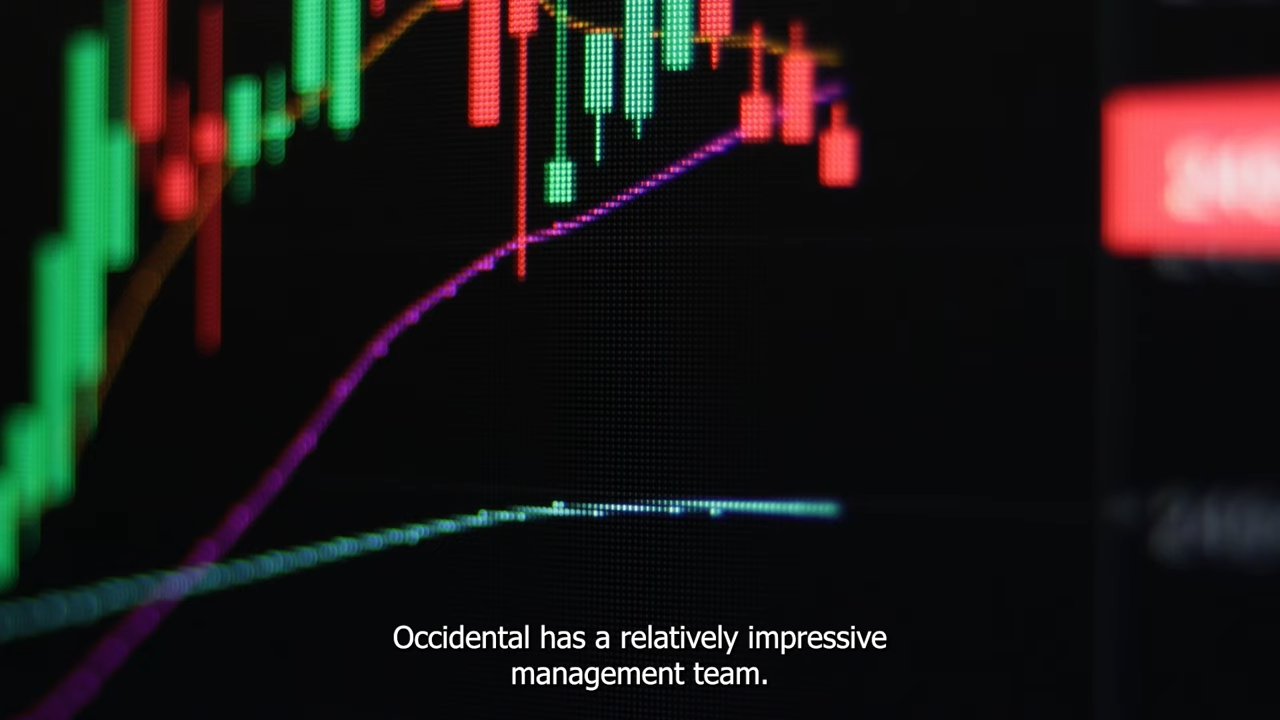 Occidental has a relatively impressive
management team.